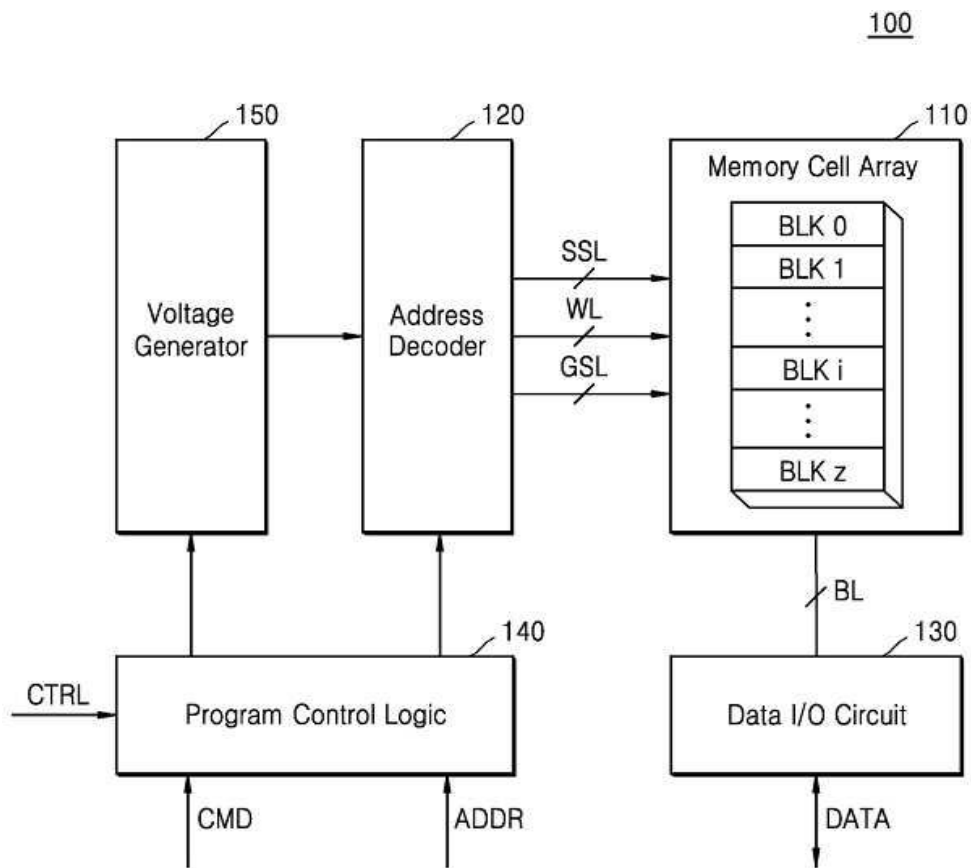 100
150
120
110
Memory Cell Array
BLK 0
BLK 1
BLK i
BLK z
Voltage
Generator
Address
Decoder
SSL
WL
GSL
BL
140
130
CTRL
Program Control Logic
Data I/O Circuit
CMD
ADDR
DATA